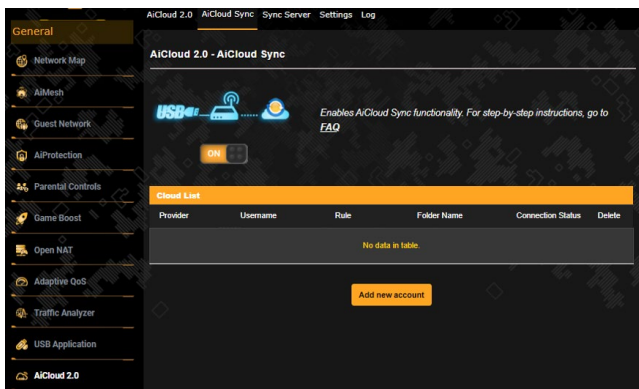 AiCloud 2.0 AiCloud Sync Sync Server Settings Log
General
Network Map
AiMesh
Guest Network
AiProtection
Parental Controls
Game Boost
Open NAT
Adaptive QoS
Traffic Analyzer
USB Application
AiCloud 2.0
AiCloud 2.0 - AiCloud Sync
USB
Enables AiCloud Sync functionality. For step-by-step instructions, go to
FAQ
ON
Cloud List
Provider Username Rule Folder Name Connection Status Delete
No data in table.
Add new account